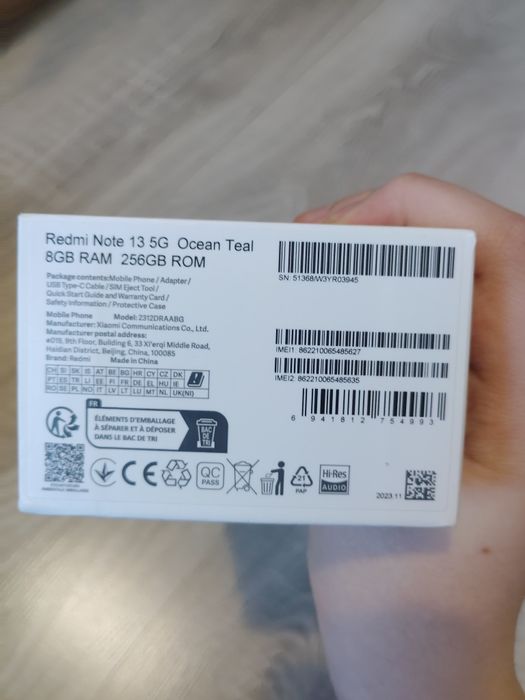 Redmi Note 13 5G Ocean Teal
8GB RAM 256GB ROM
Package contents:Mobile Phone / Adapter /
USB Type-C Cable / SIM Eject Tool /
Quick Start Guide and Warranty Card /
Safety Information / Protective Case
Mobile Phone Model: 2312DRAABG
Manufacturer: Xiaomi Communications Co., Ltd.
Manufacturer postal address:
#019, 9th Floor, Building 6, 33 Xi'erqi Middle Road,
Haidian District, Beijing, China, 100085
Brand: Redmi Made in China
CH SI SK IS AT BE BG HR CY CZ DK
PT ES TR LI EE FI FR DE EL HU IE
RO SE PL NO IT LV LT LU MT NL UK(NI)
SN: 51368/W3YR03945
IMEI1: 862210065485627
IMEI2: 862210065485635
6 941812 754993
FR
ÉLÉMENTS D'EMBALLAGE
À SÉPARER ET À DÉPOSER
DANS LE BAC DE TRI
BAC
DE
TRI
CE
QC
PASS
21
PAP
Hi-Res
AUDIO
2023.11